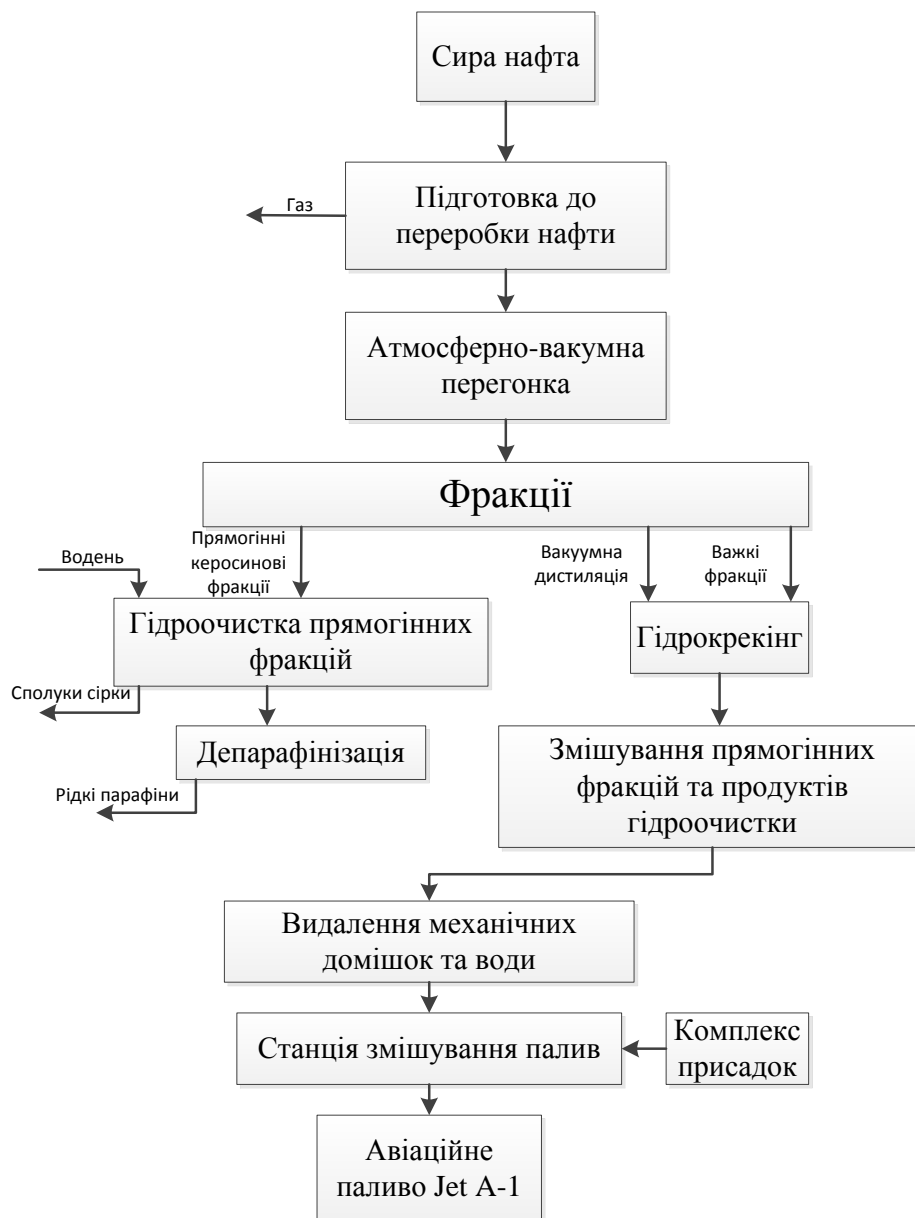 Сира нафта
Підготовка до
переробки нафти
Газ
Атмосферно-вакумна
перегонка
Фракції
Водень
Прямогінні
керосинові
фракції
Вакуумна
дистиляція
Важкі
фракції
Гідроочистка прямогінних
фракцій
Гідрокрекінг
Сполуки сірки
Депарафінізація
Рідкі парафіни
Змішування прямогінних
фракцій та продуктів
гідроочистки
Видалення механічних
домішок та води
Станція змішування палив
Комплекс
присадок
Авіаційне
паливо Jet A-1